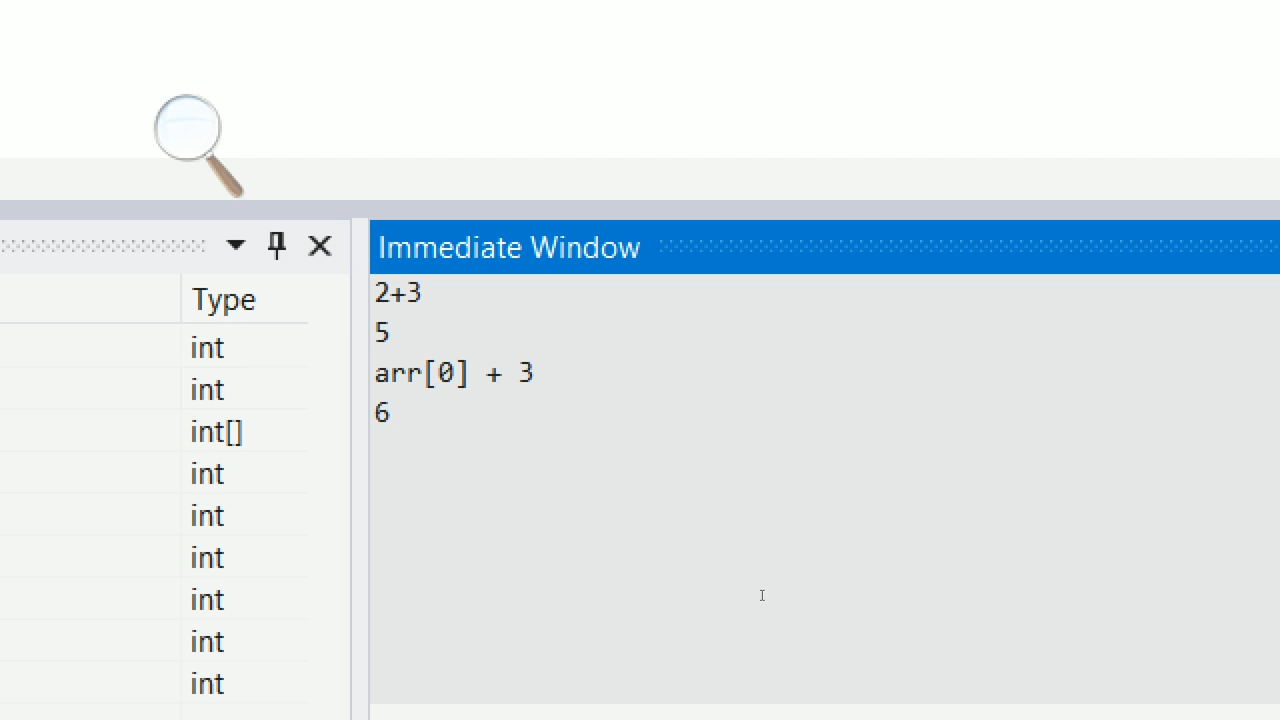 Type
int
int
int[]
int
int
int
int
int
int
Immediate Window
2+3
5
arr[0] + 3
6